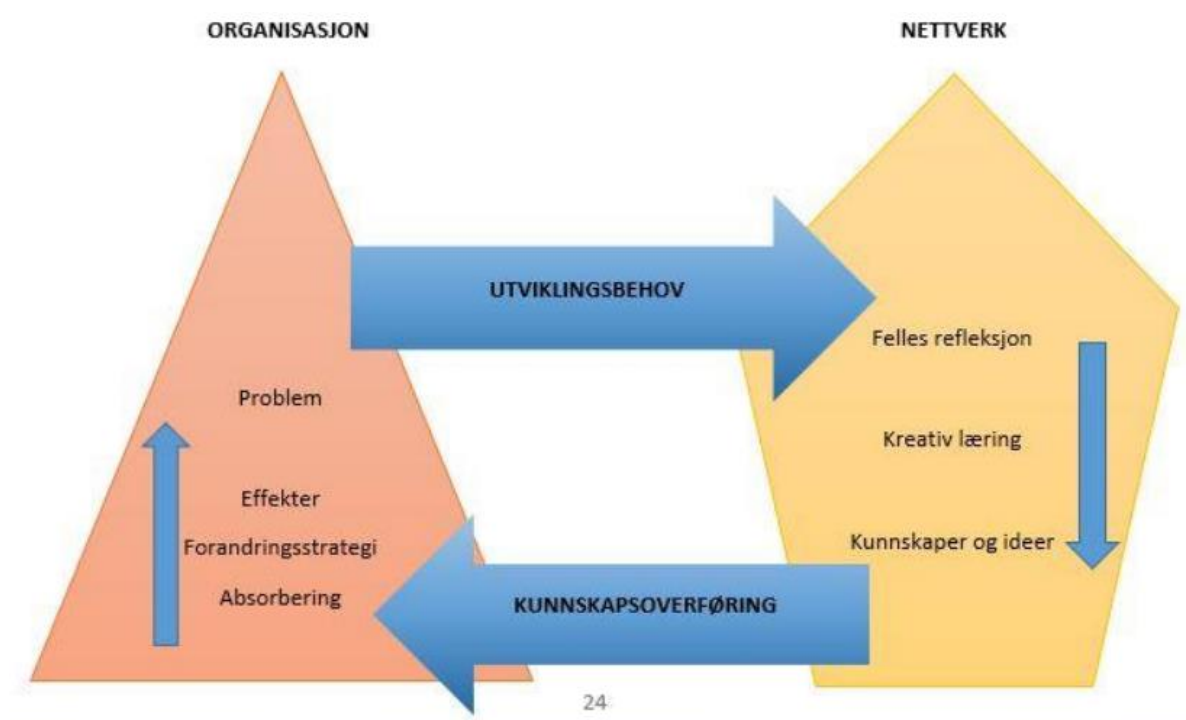 ORGANISASJON
NETTVERK
UTVIKLINGSBEHOV
Problem
Effekter
Forandringsstrategi
Absorbering
Felles refleksjon
Kreativ læring
Kunnskaper og ideer
KUNNSKAPSOVERFØRING
24